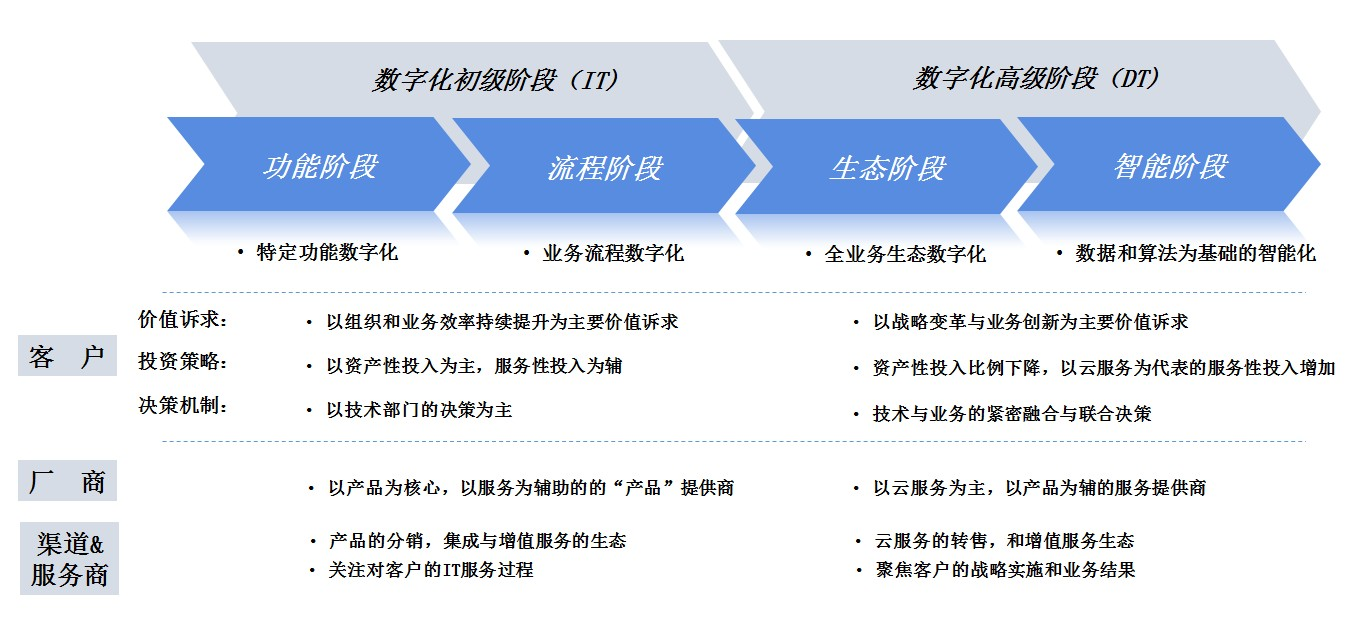 数字化初级阶段（IT）
数字化高级阶段（DT）
功能阶段
流程阶段
生态阶段
智能阶段
• 特定功能数字化
• 业务流程数字化
• 全业务生态数字化
• 数据和算法为基础的智能化
客 户
价值诉求：
• 以组织和业务效率持续提升为主要价值诉求
• 以战略变革与业务创新为主要价值诉求
投资策略：
• 以资产性投入为主，服务性投入为辅
• 资产性投入比例下降，以云服务为代表的服务性投入增加
决策机制：
• 以技术部门的决策为主
• 技术与业务的紧密融合与联合决策
厂 商
• 以产品为核心，以服务为辅助的的“产品”提供商
• 以云服务为主，以产品为辅的服务提供商
渠道&
服务商
• 产品的分销，集成与增值服务的生态
• 关注对客户的IT服务过程
• 云服务的转售，和增值服务生态
• 聚焦客户的战略实施和业务结果